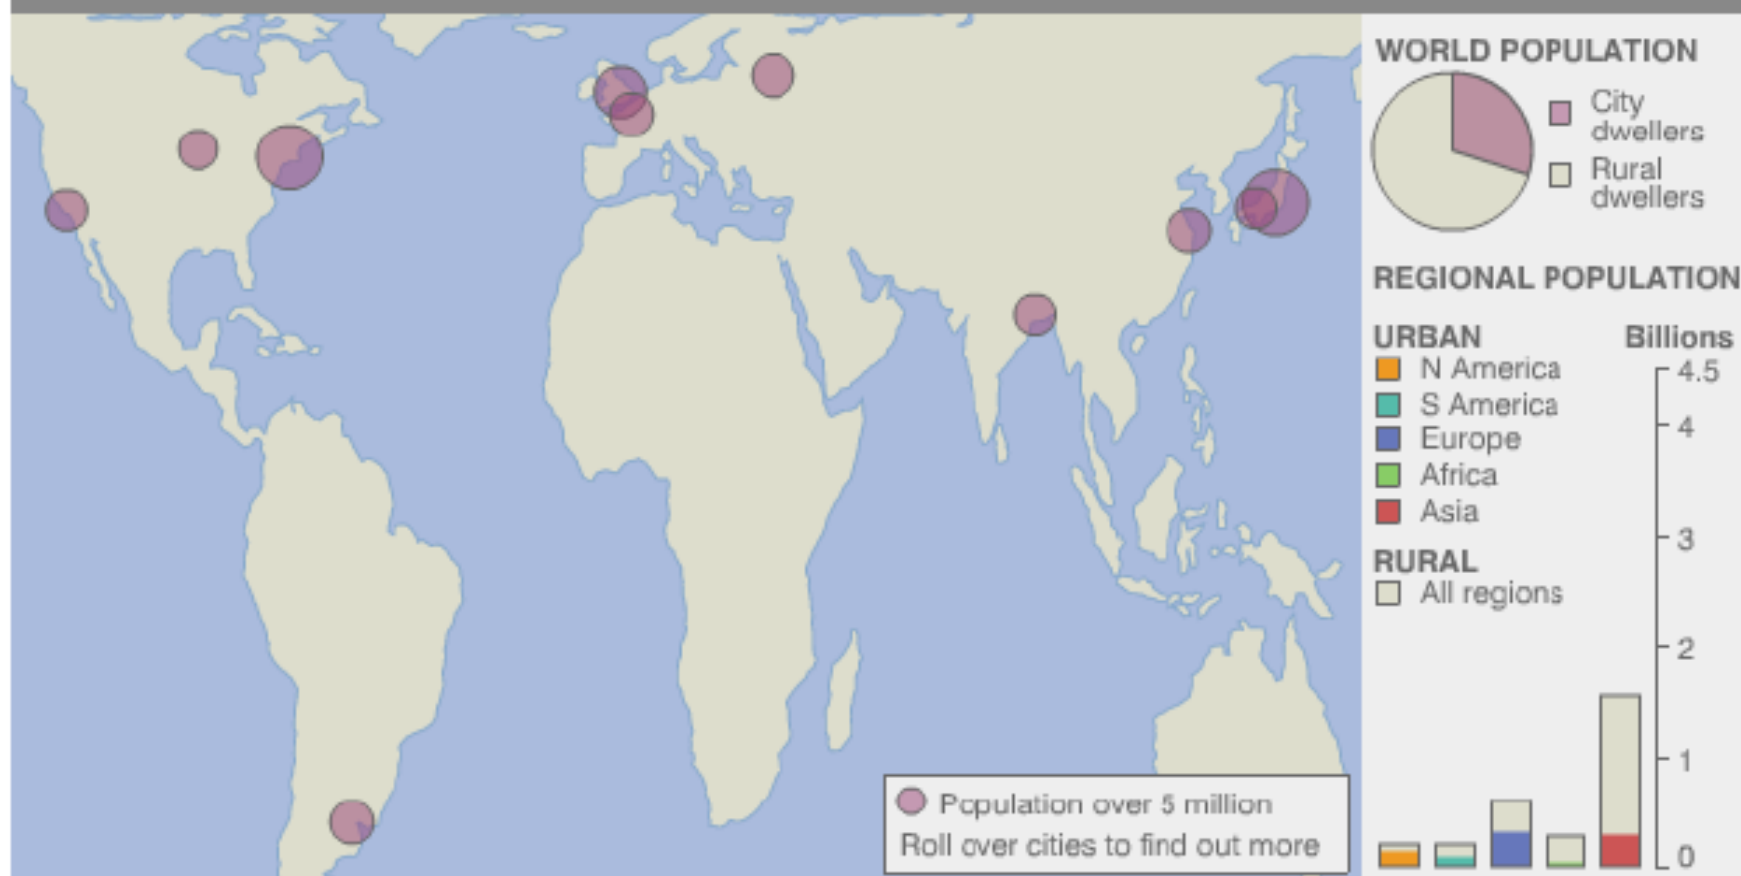 WORLD POPULATION
City
dwellers
Rural
dwellers
REGIONAL POPULATION
URBAN
Billions
N America
S America
Europe
Africa
Asia
RURAL
All regions
4.5
4
3
2
1
0
Population over 5 million
Roll over cities to find out more